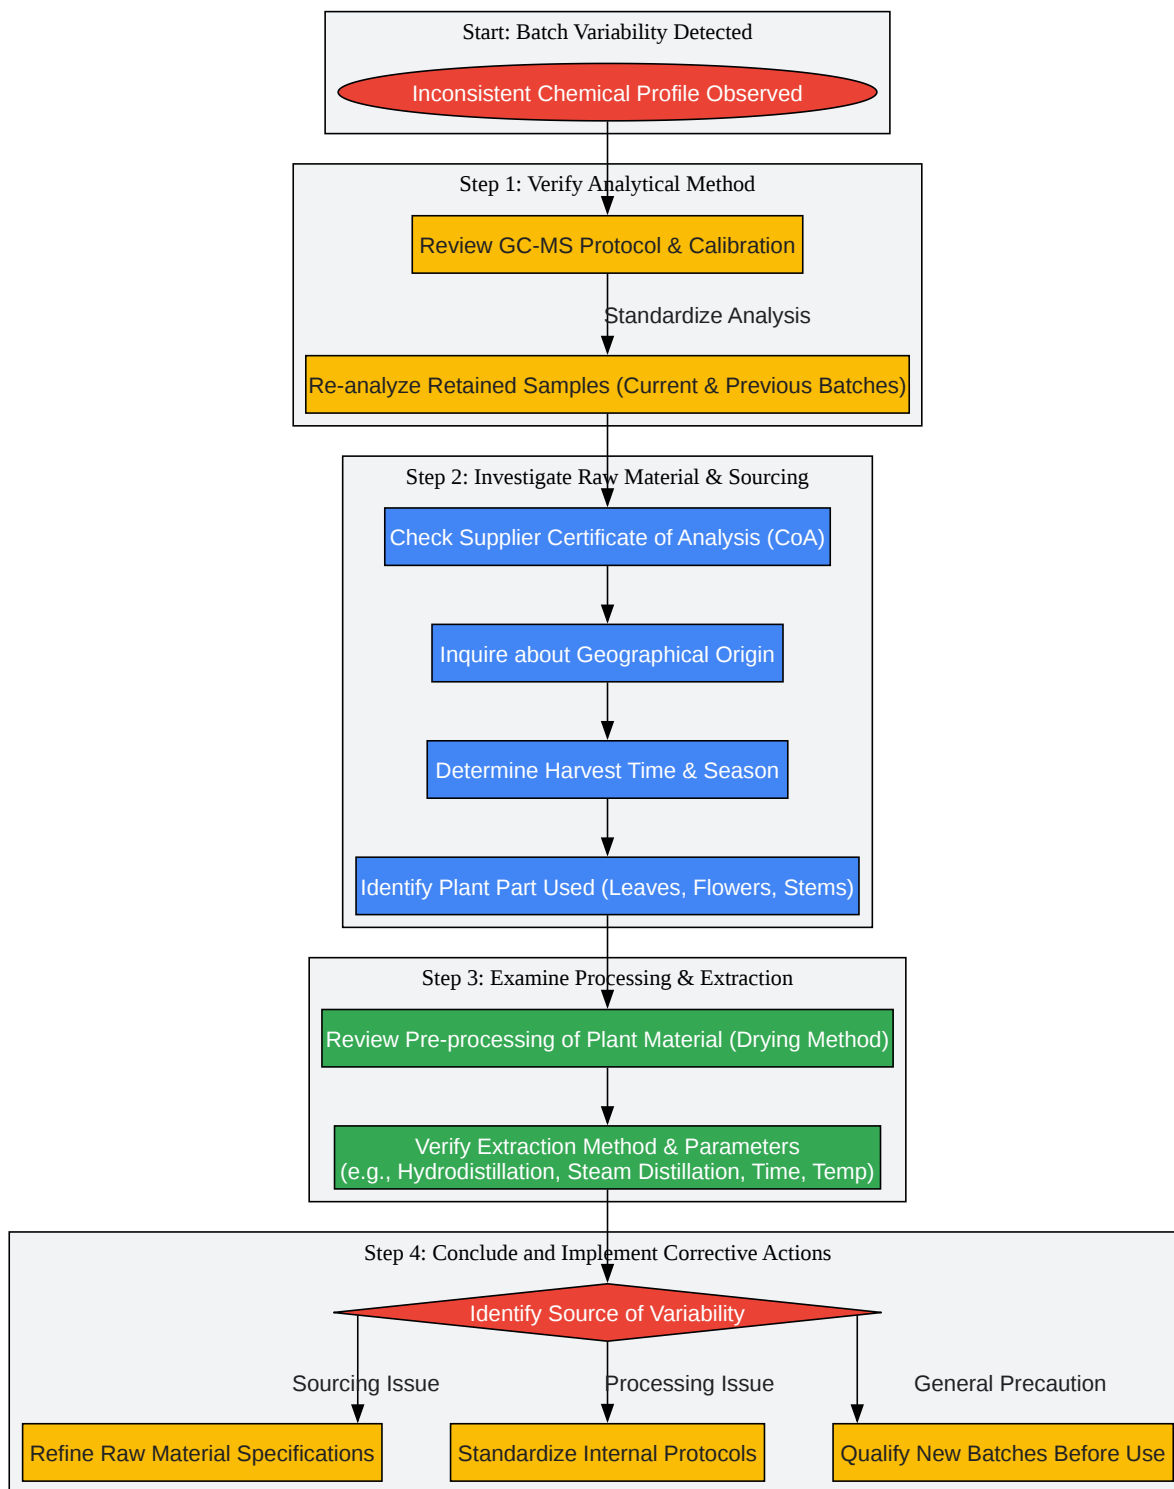 Start: Batch Variability Detected
Inconsistent Chemical Profile Observed
Step 1: Verify Analytical Method
Review GC-MS Protocol & Calibration
Standardize Analysis
Re-analyze Retained Samples (Current & Previous Batches)
Step 2: Investigate Raw Material & Sourcing
Check Supplier Certificate of Analysis (CoA)
Inquire about Geographical Origin
Determine Harvest Time & Season
Identify Plant Part Used (Leaves, Flowers, Stems)
Step 3: Examine Processing & Extraction
Review Pre-processing of Plant Material (Drying Method)
Verify Extraction Method & Parameters
(e.g., Hydrodistillation, Steam Distillation, Time, Temp)
Step 4: Conclude and Implement Corrective Actions
Identify Source of Variability
Sourcing Issue
Processing Issue
General Precaution
Refine Raw Material Specifications
Standardize Internal Protocols
Qualify New Batches Before Use